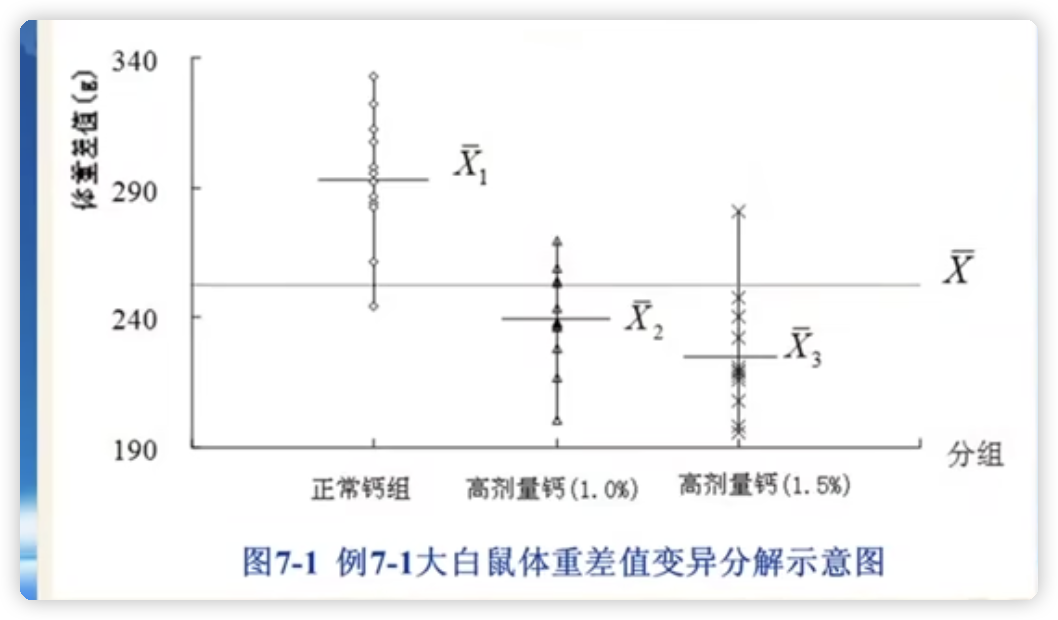 体重差值(g)
340
290
240
190
X̄₁
X̄₂
X̄₃
X̄
分组
正常钙组
高剂量钙(1.0%)
高剂量钙(1.5%)
图7-1 例7-1大白鼠体重差值变异分解示意图